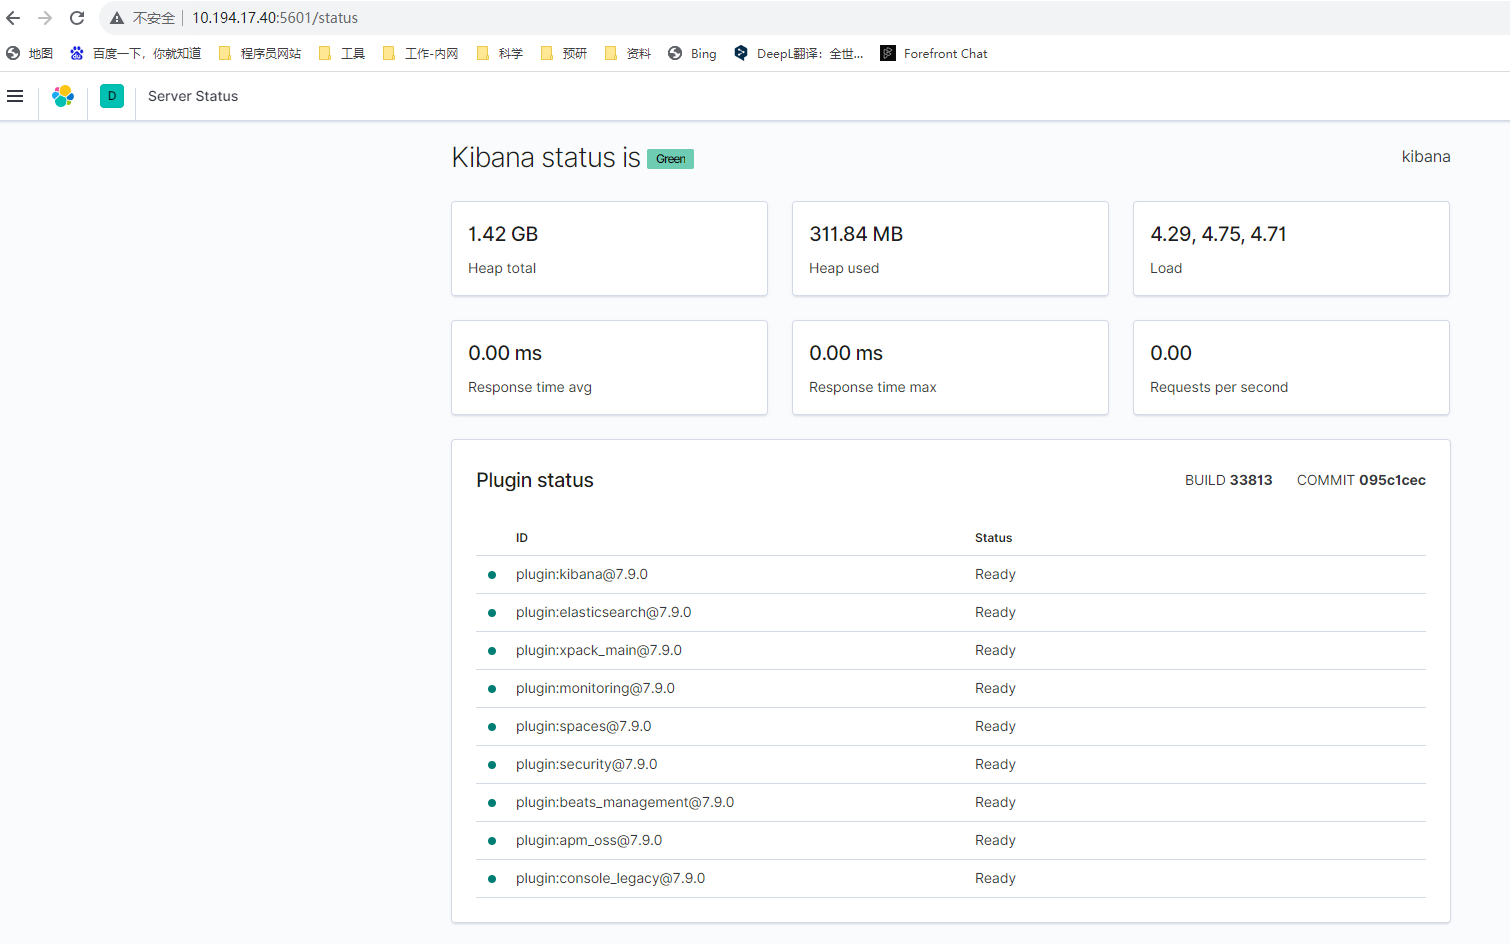 不安全 10.194.17.40:5601/status
地图 百度一下，你就知道 程序员网站 工具 工作-内网 科学 预研 资料 Bing DeepL翻译：全世... Forefront Chat
D Server Status
Kibana status is Green kibana
1.42 GB 311.84 MB 4.29, 4.75, 4.71
Heap total Heap used Load
0.00 ms 0.00 ms 0.00
Response time avg Response time max Requests per second
Plugin status BUILD 33813 COMMIT 095c1cec
ID Status
plugin:kibana@7.9.0 Ready
plugin:elasticsearch@7.9.0 Ready
plugin:xpack_main@7.9.0 Ready
plugin:monitoring@7.9.0 Ready
plugin:spaces@7.9.0 Ready
plugin:security@7.9.0 Ready
plugin:beats_management@7.9.0 Ready
plugin:apm_oss@7.9.0 Ready
plugin:console_legacy@7.9.0 Ready